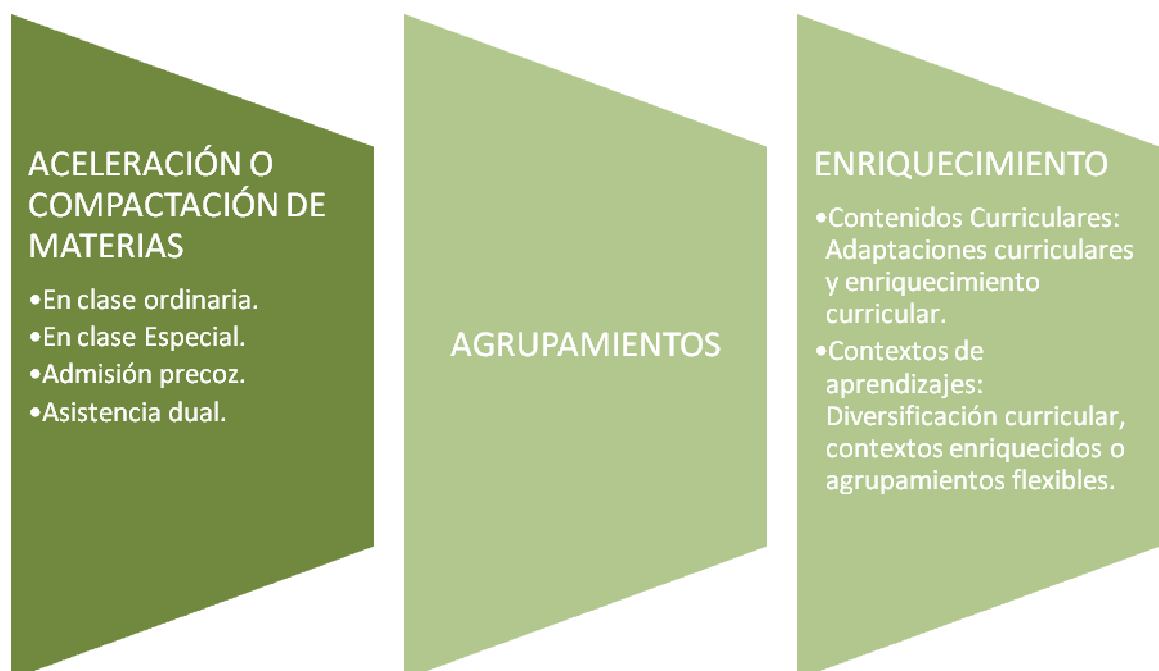 ACELERACIÓN O
COMPACTACIÓN DE
MATERIAS
•En clase ordinaria.
•En clase Especial.
•Admisión precoz.
•Asistencia dual.
AGRUPAMIENTOS
ENRIQUECIMIENTO
•Contenidos Curriculares:
Adaptaciones curriculares
y enriquecimiento
curricular.
•Contextos de
aprendizajes:
Diversificación curricular,
contextos enriquecidos o
agrupamientos flexibles.